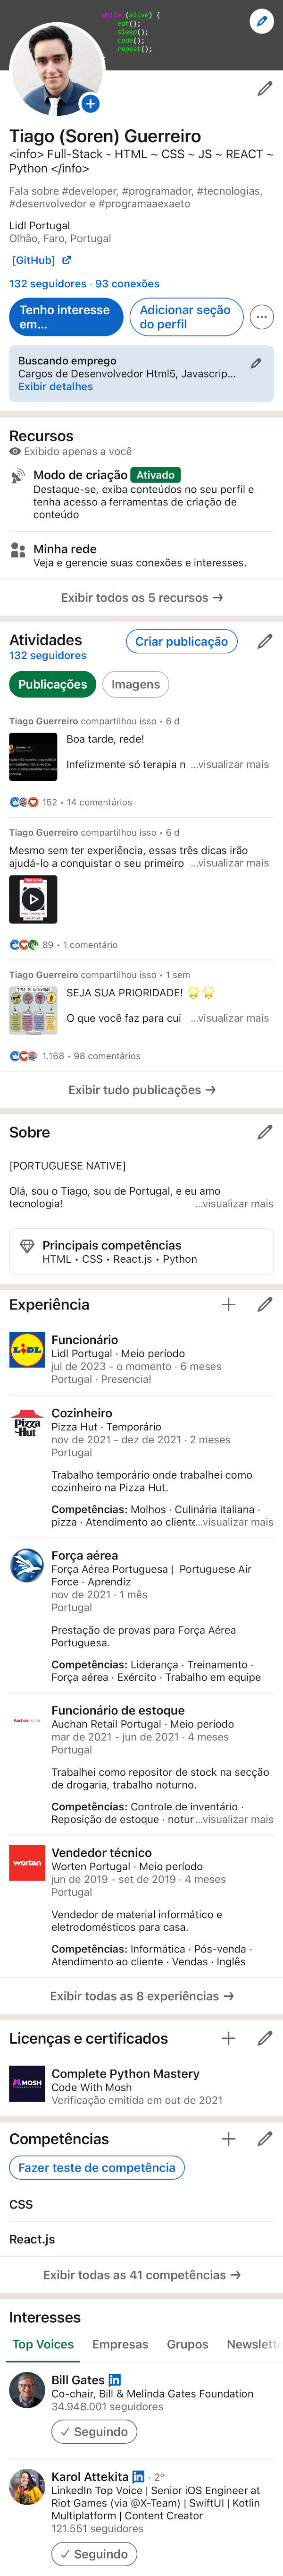 while (alive) {
eat();
sleep();
code();
repeat();
Tiago (Soren) Guerreiro
<info> Full-Stack - HTML ~ CSS ~ JS ~ REACT ~
Python </info>
Fala sobre #developer, #programador, #tecnologias,
#desenvolvedor e #programaaexaeto
Lidl Portugal
Olhão, Faro, Portugal
[GitHub]
132 seguidores · 93 conexões
Tenho interesse
em...
Adicionar seção
do perfil
Buscando emprego
Cargos de Desenvolvedor Html5, Javascrip...
Exibir detalhes
Recursos
Exibido apenas a você
Modo de criação Ativado
Destaque-se, exiba conteúdos no seu perfil e
tenha acesso a ferramentas de criação de
conteúdo
Minha rede
Veja e gerencie suas conexões e interesses.
Exibir todos os 5 recursos →
Atividades
Criar publicação
132 seguidores
Publicações
Imagens
Tiago Guerreiro compartilhou isso • 6 d
Boa tarde, rede!
Infelizmente só terapia n ...visualizar mais
152 • 14 comentários
Tiago Guerreiro compartilhou isso • 6 d
Mesmo sem ter experiência, essas três dicas irão
ajudá-lo a conquistar o seu primeiro ...visualizar mais
89 • 1 comentário
Tiago Guerreiro compartilhou isso • 1 sem
SEJA SUA PRIORIDADE! 🌟🌟
O que você faz para cui ...visualizar mais
1.168 • 98 comentários
Exibir tudo publicações →
Sobre
[PORTUGUESE NATIVE]
Olá, sou o Tiago, sou de Portugal, e eu amo
tecnologia! ...visualizar mais
Principais competências
HTML • CSS • React.js • Python
Experiência
LIDL
Funcionário
Lidl Portugal · Meio período
jul de 2023 - o momento · 6 meses
Portugal · Presencial
Pizza
Hut
Cozinheiro
Pizza Hut · Temporário
nov de 2021 - dez de 2021 · 2 meses
Portugal
Trabalho temporário onde trabalhei como
cozinheiro na Pizza Hut.
Competências: Molhos · Culinária italiana ·
pizza · Atendimento ao cliente...visualizar mais
Força aérea
Força Aérea Portuguesa | Portuguese Air
Force · Aprendiz
nov de 2021 · 1 mês
Portugal
Prestação de provas para Força Aérea
Portuguesa.
Competências: Liderança · Treinamento ·
Força aérea · Exército · Trabalho em equipe
Auchan
Funcionário de estoque
Auchan Retail Portugal · Meio período
mar de 2021 - jun de 2021 · 4 meses
Portugal
Trabalhei como repositor de stock na secção
de drogaria, trabalho noturno.
Competências: Controle de inventário ·
Reposição de estoque · notur...visualizar mais
worten
Vendedor técnico
Worten Portugal · Meio período
jun de 2019 - set de 2019 · 4 meses
Portugal
Vendedor de material informático e
eletrodomésticos para casa.
Competências: Informática · Pós-venda ·
Atendimento ao cliente · Vendas · Inglês
Exibir todas as 8 experiências →
Licenças e certificados
MOSH
Complete Python Mastery
Code With Mosh
Verificação emitida em out de 2021
Competências
Fazer teste de competência
CSS
React.js
Exibir todas as 41 competências →
Interesses
Top Voices Empresas Grupos Newslette
Bill Gates in
Co-chair, Bill & Melinda Gates Foundation
34.948.001 seguidores
✓ Seguindo
Karol Attekita in · 2°
LinkedIn Top Voice | Senior iOS Engineer at
Riot Games (via @X-Team) | SwiftUI | Kotlin
Multiplatform | Content Creator
121.551 seguidores
✓ Seguindo